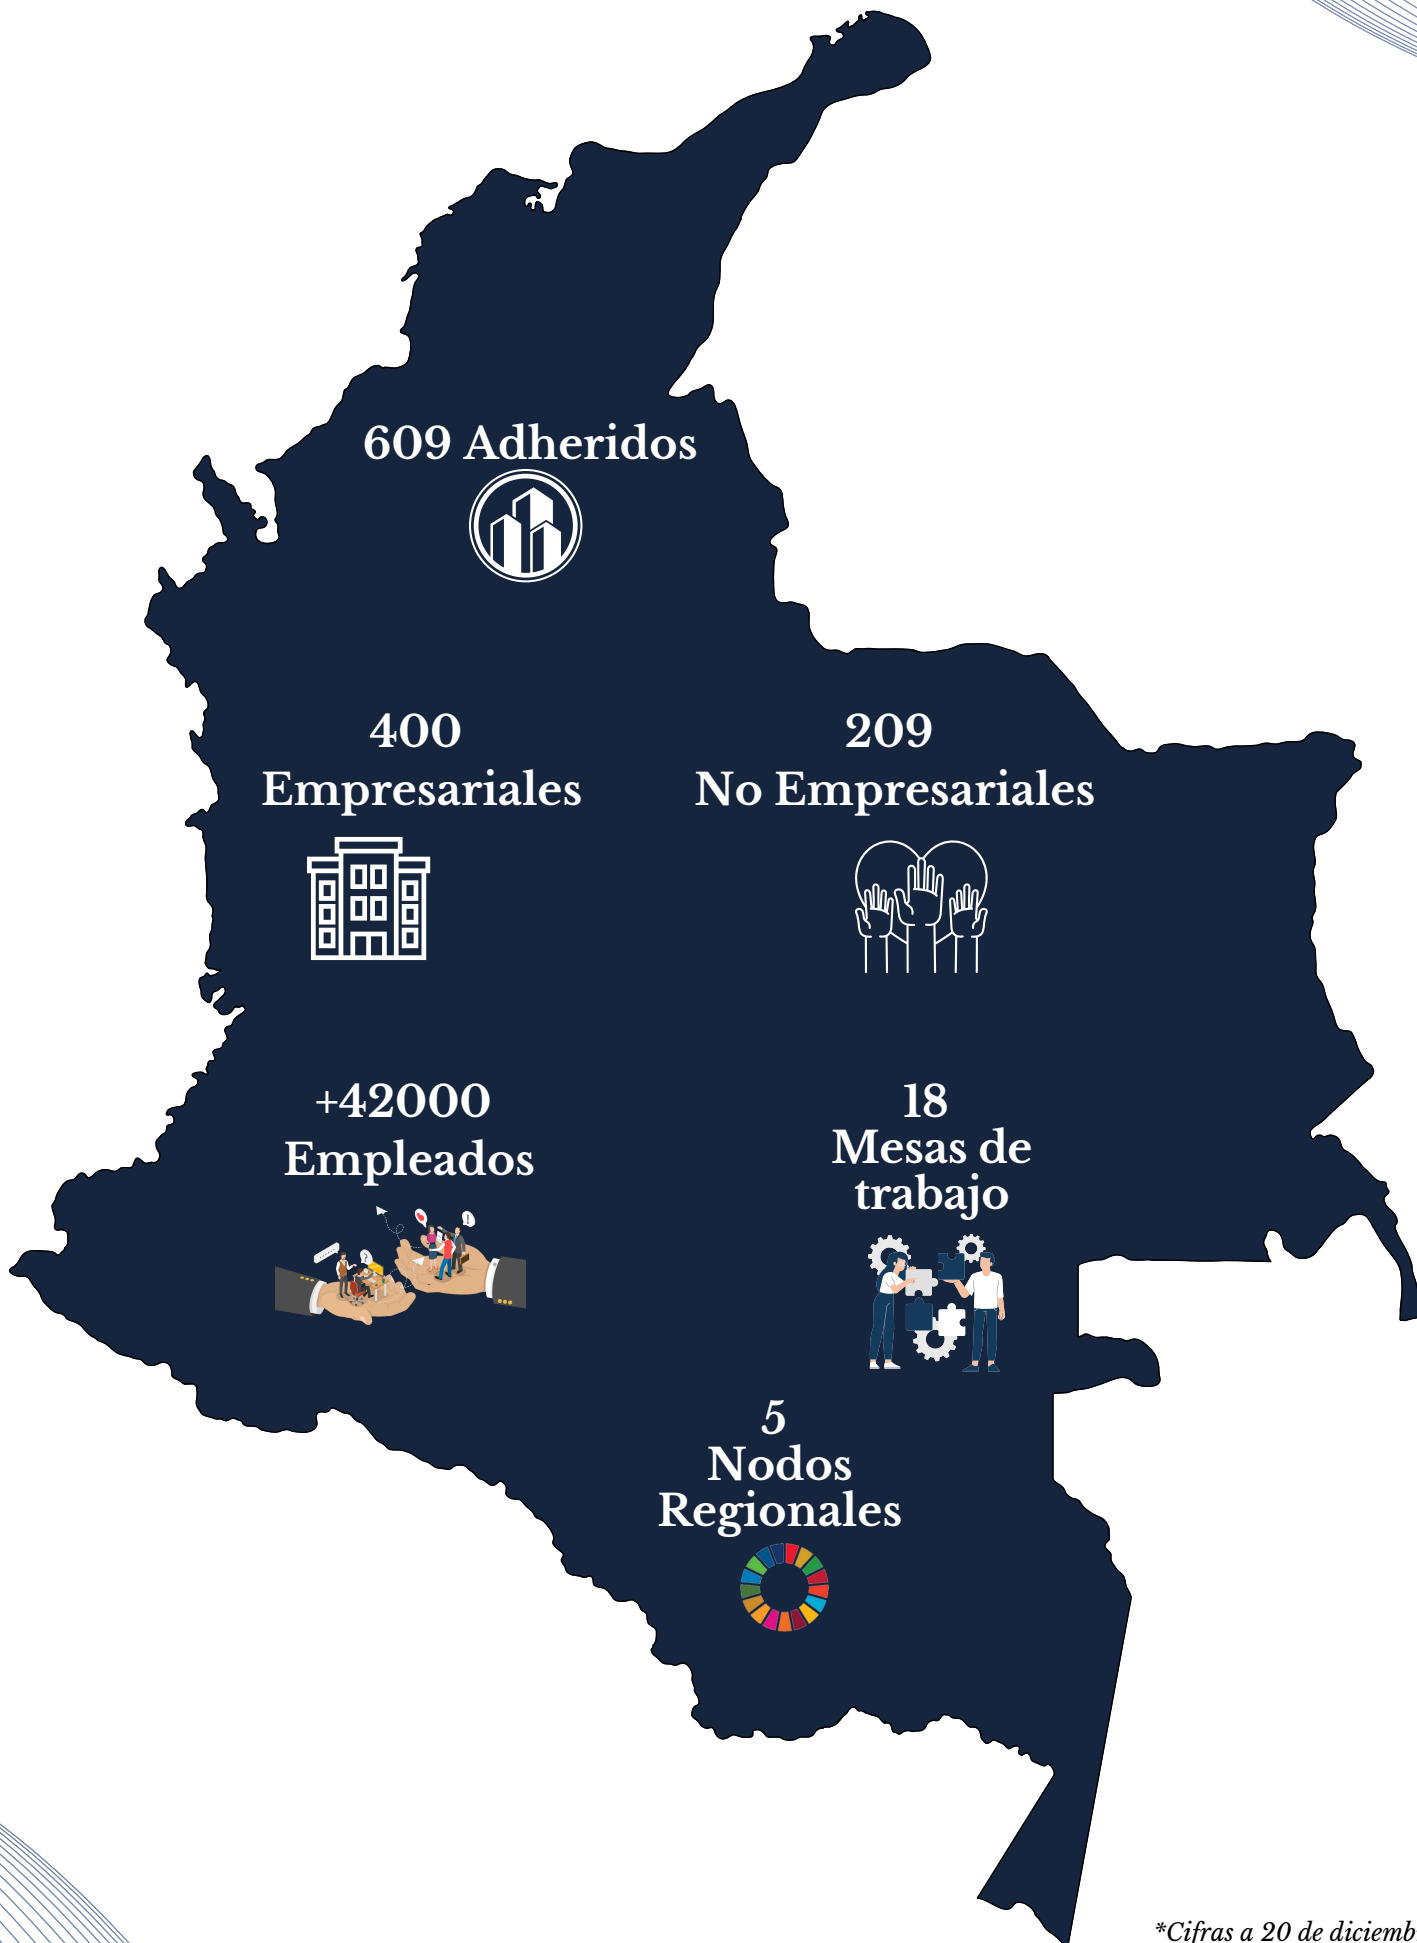 609 Adheridos
400
Empresariales
209
No Empresariales
+42000
Empleados
18
Mesas de
trabajo
5
Nodos
Regionales
*Cifras a 20 de diciemb